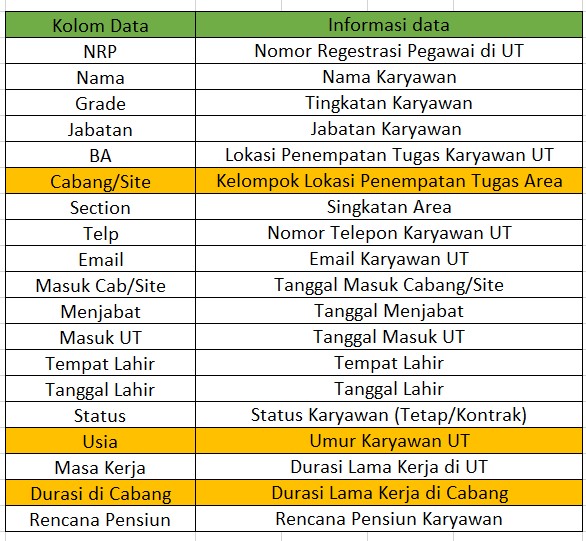 Kolom Data Informasi data
NRP Nomor Regestrasi Pegawai di UT
Nama Nama Karyawan
Grade Tingkatan Karyawan
Jabatan Jabatan Karyawan
BA Lokasi Penempatan Tugas Karyawan UT
Cabang/Site Kelompok Lokasi Penempatan Tugas Area
Section Singkatan Area
Telp Nomor Telepon Karyawan UT
Email Email Karyawan UT
Masuk Cab/Site Tanggal Masuk Cabang/Site
Menjabat Tanggal Menjabat
Masuk UT Tanggal Masuk UT
Tempat Lahir Tempat Lahir
Tanggal Lahir Tanggal Lahir
Status Status Karyawan (Tetap/Kontrak)
Usia Umur Karyawan UT
Masa Kerja Durasi Lama Kerja di UT
Durasi di Cabang Durasi Lama Kerja di Cabang
Rencana Pensiun Rencana Pensiun Karyawan